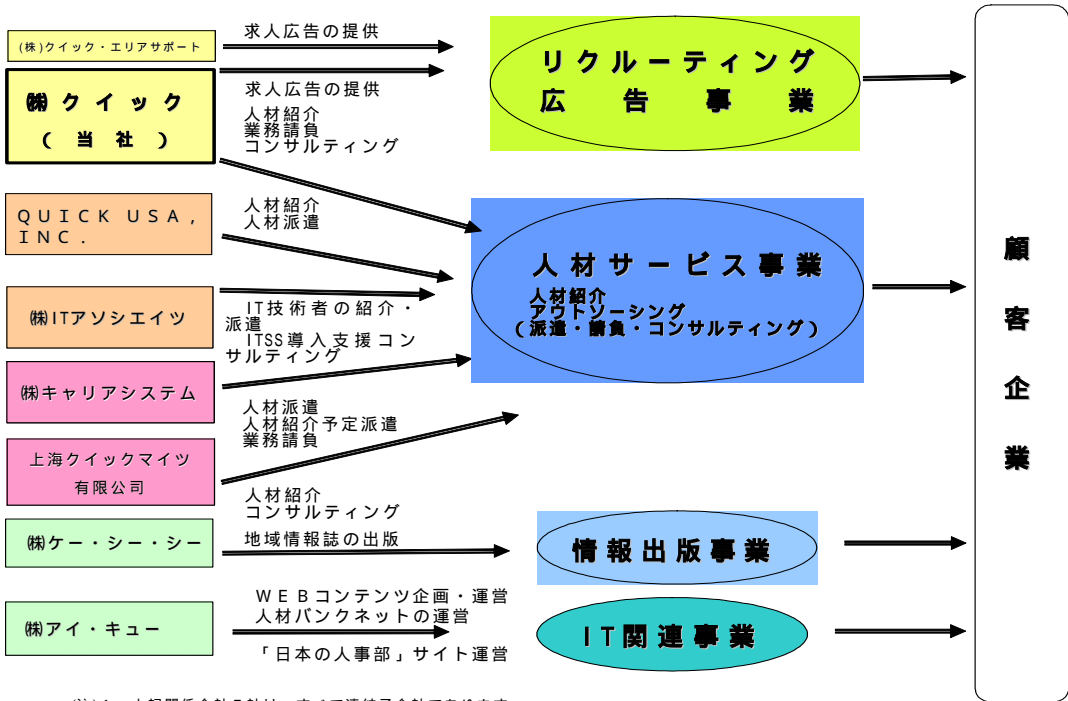 (株)クイック・エリアサポート
求人広告の提供
㈱クイック
(当社)
求人広告の提供
人材紹介
業務請負
コンサルティング
リクルーティング
広告事業
QUICK USA,
INC.
人材紹介
人材派遣
人材サービス事業
人材紹介
アウトソーシング
(派遣・請負・コンサルティング)
㈱ITアソシエイツ
IT技術者の紹介・
派遣
ITSS導入支援コン
サルティング
㈱キャリアシステム
人材派遣
人材紹介予定派遣
業務請負
上海クイックマイツ
有限公司
人材紹介
コンサルティング
㈱ケー・シー・シー
地域情報誌の出版
情報出版事業
㈱アイ・キュー
WEBコンテンツ企画・運営
人材バンクネットの運営
「日本の人事部」サイト運営
IT関連事業
顧客企業